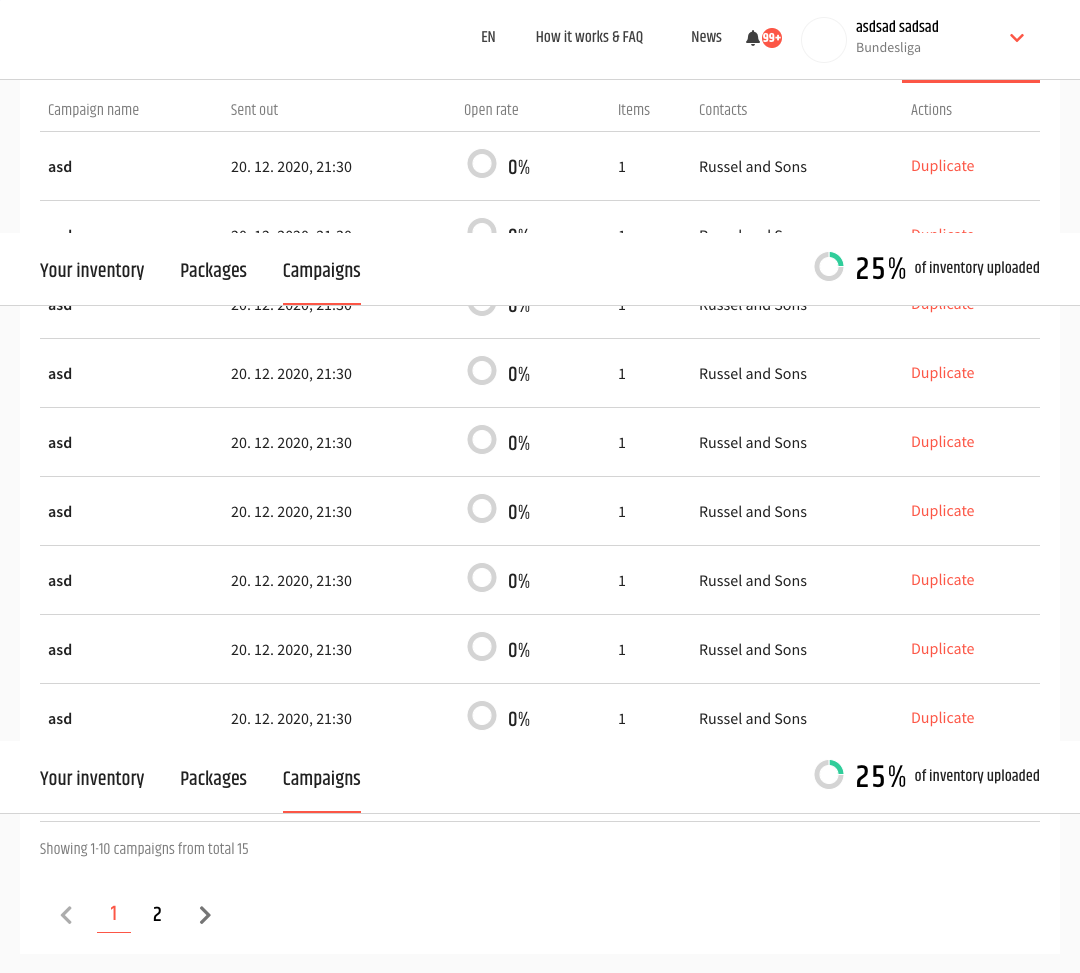 EN How it works & FAQ News 99+ asdsad sadsad
Bundesliga
Campaign name Sent out Open rate Items Contacts Actions
asd 20. 12. 2020, 21:30 0% 1 Russel and Sons Duplicate
Your inventory Packages Campaigns 25% of inventory uploaded
asd 20. 12. 2020, 21:30 0% 1 Russel and Sons Duplicate
asd 20. 12. 2020, 21:30 0% 1 Russel and Sons Duplicate
asd 20. 12. 2020, 21:30 0% 1 Russel and Sons Duplicate
asd 20. 12. 2020, 21:30 0% 1 Russel and Sons Duplicate
asd 20. 12. 2020, 21:30 0% 1 Russel and Sons Duplicate
asd 20. 12. 2020, 21:30 0% 1 Russel and Sons Duplicate
asd 20. 12. 2020, 21:30 0% 1 Russel and Sons Duplicate
Your inventory Packages Campaigns 25% of inventory uploaded
Showing 1-10 campaigns from total 15
1 2